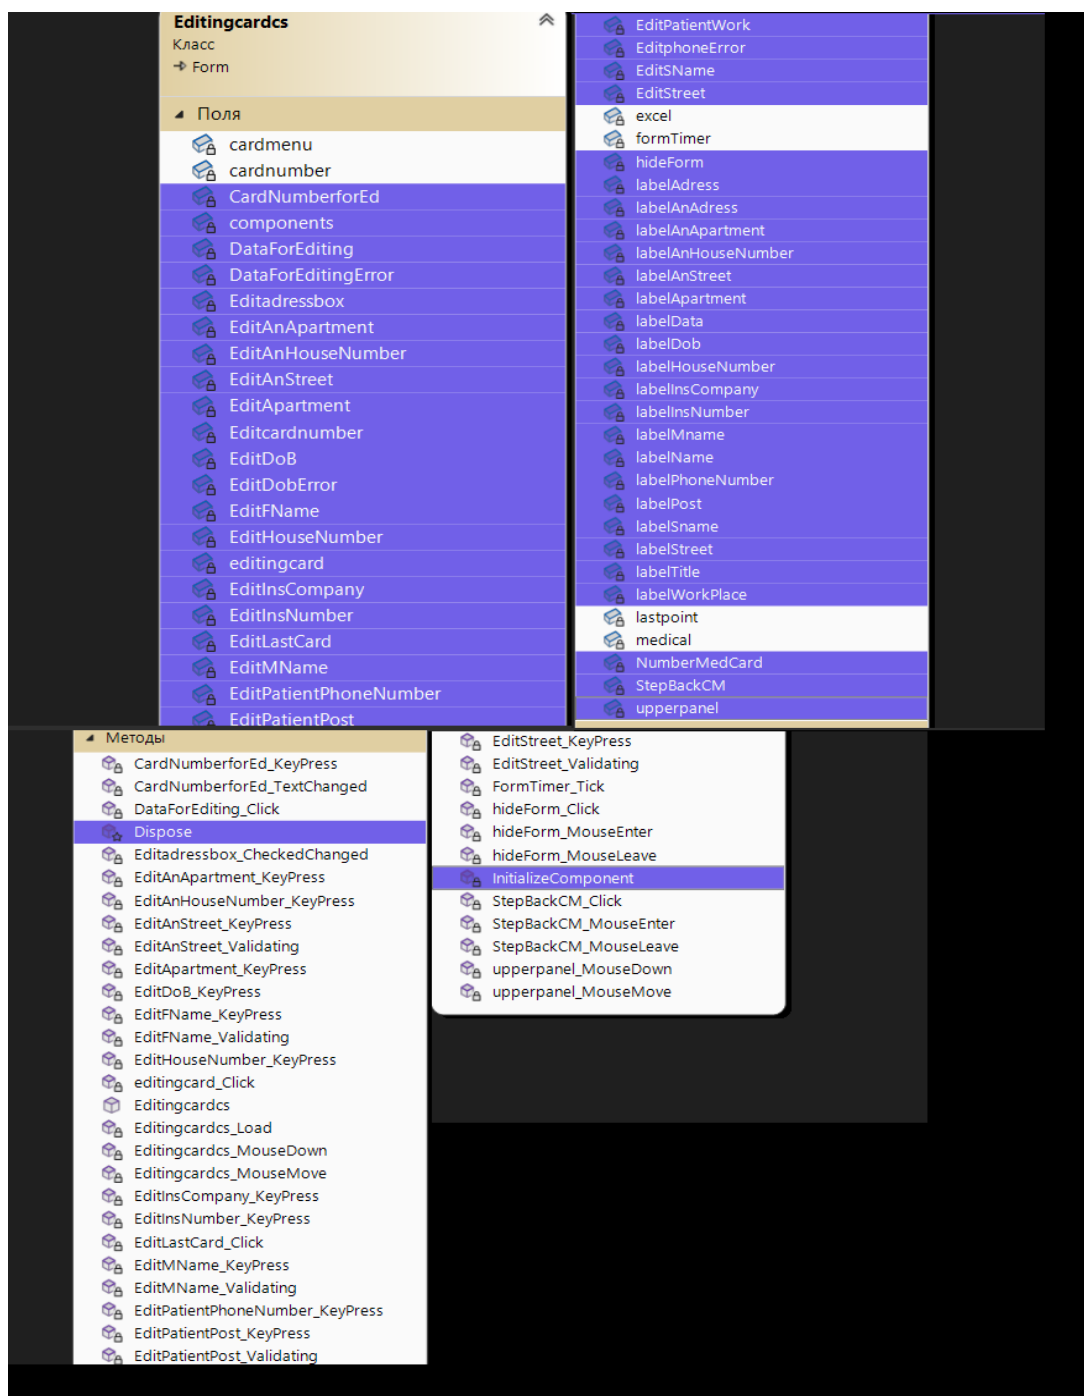 Editingcardcs
Класс
Form
Поля
cardmenu
cardnumber
CardNumberforEd
components
DataForEditing
DataForEditingError
Editadressbox
EditAnApartment
EditAnHouseNumber
EditAnStreet
EditApartment
Editcardnumber
EditDoB
EditDobError
EditFName
EditHouseNumber
editingcard
EditInsCompany
EditInsNumber
EditLastCard
EditMName
EditPatientPhoneNumber
EditPatientPost
EditPatientWork
EditphoneError
EditSName
EditStreet
excel
formTimer
hideForm
labelAdress
labelAnAdress
labelAnApartment
labelAnHouseNumber
labelAnStreet
labelApartment
labelData
labelDob
labelHouseNumber
labelInsCompany
labelInsNumber
labelMname
labelName
labelPhoneNumber
labelPost
labelSname
labelStreet
labelTitle
labelWorkPlace
lastpoint
medical
NumberMedCard
StepBackCM
upperpanel
Методы
CardNumberforEd_KeyPress
CardNumberforEd_TextChanged
DataForEditing_Click
Dispose
Editadressbox_CheckedChanged
EditAnApartment_KeyPress
EditAnHouseNumber_KeyPress
EditAnStreet_KeyPress
EditAnStreet_Validating
EditApartment_KeyPress
EditDoB_KeyPress
EditFName_KeyPress
EditFName_Validating
EditHouseNumber_KeyPress
editingcard_Click
Editingcardcs
Editingcardcs_Load
Editingcardcs_MouseDown
Editingcardcs_MouseMove
EditInsCompany_KeyPress
EditInsNumber_KeyPress
EditLastCard_Click
EditMName_KeyPress
EditMName_Validating
EditPatientPhoneNumber_KeyPress
EditPatientPost_KeyPress
EditPatientPost_Validating
EditStreet_KeyPress
EditStreet_Validating
FormTimer_Tick
hideForm_Click
hideForm_MouseEnter
hideForm_MouseLeave
InitializeComponent
StepBackCM_Click
StepBackCM_MouseEnter
StepBackCM_MouseLeave
upperpanel_MouseDown
upperpanel_MouseMove